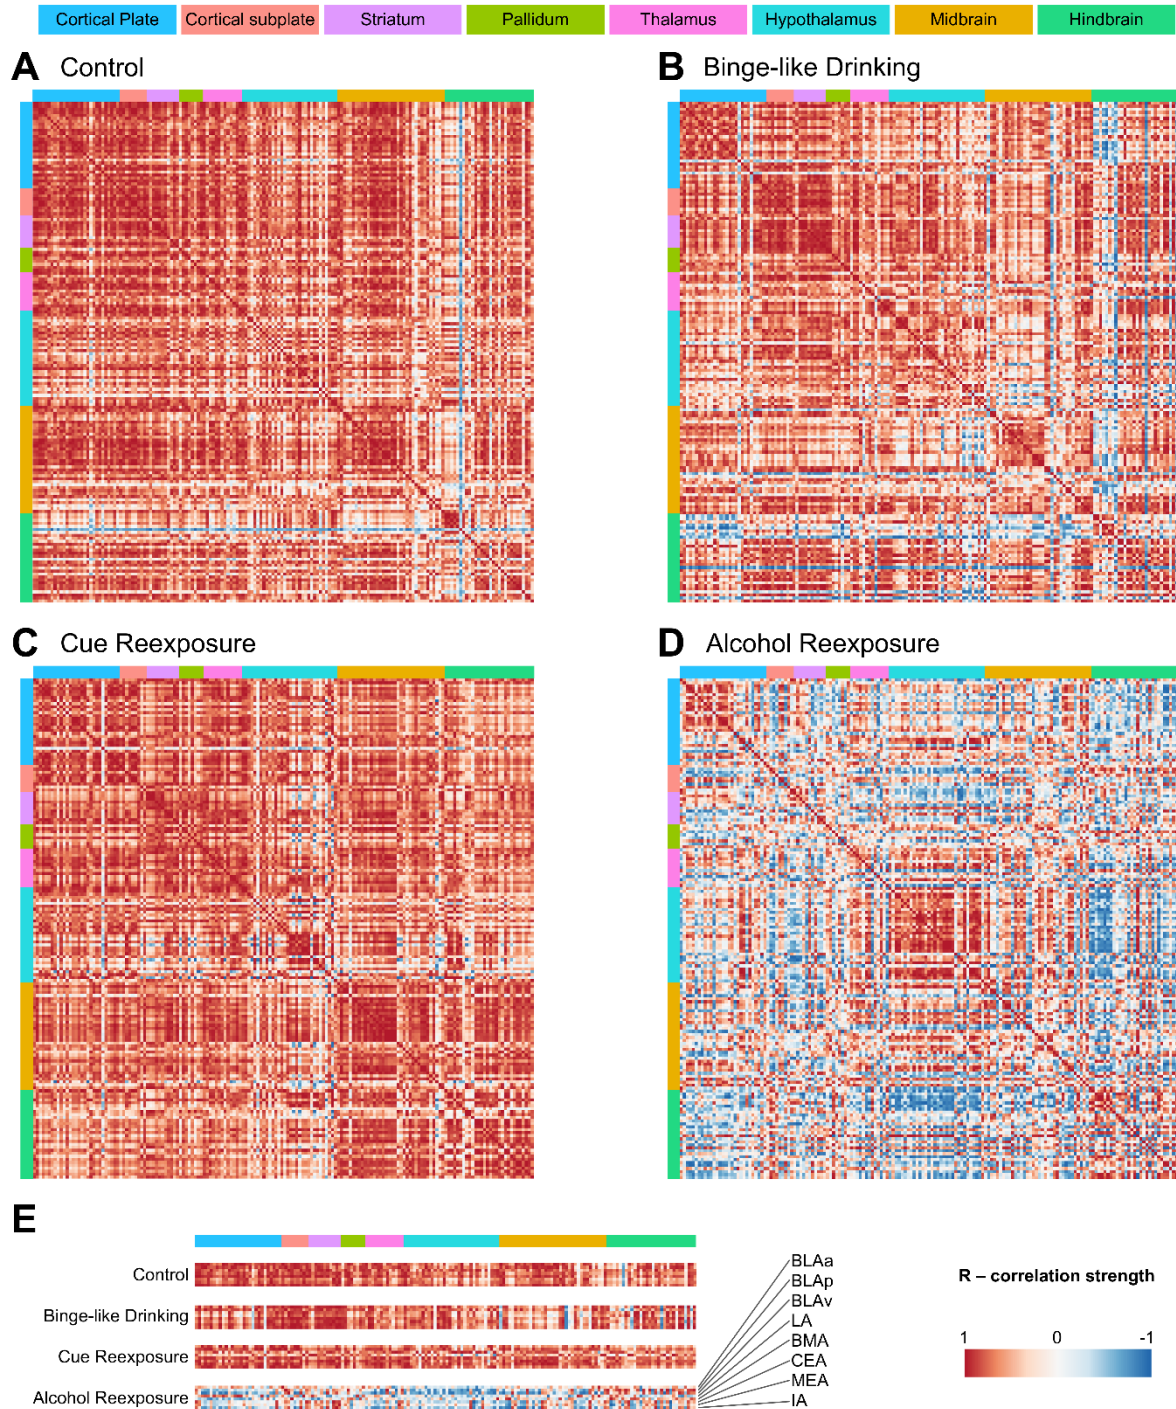 Cortical Plate Cortical subplate Striatum Pallidum Thalamus Hypothalamus Midbrain Hindbrain
A Control
B Binge-like Drinking
C Cue Reexposure
D Alcohol Reexposure
E
Control
Binge-like Drinking
Cue Reexposure
Alcohol Reexposure
BLAa
BLAp
BLAv
LA
BMA
CEA
MEA
IA
R – correlation strength
1 0 -1